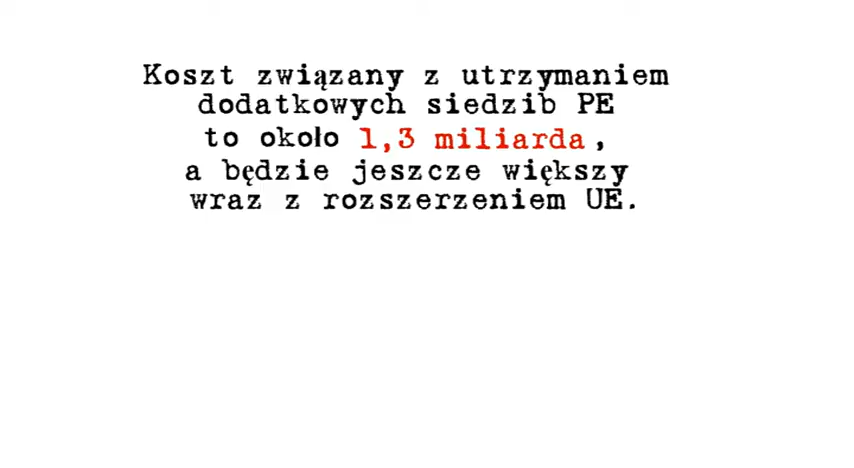 Koszt związany z utrzymaniem
dodatkowych siedzib PE
to około 1,3 miliarda,
a będzie jeszcze większy
wraz z rozszerzeniem UE.